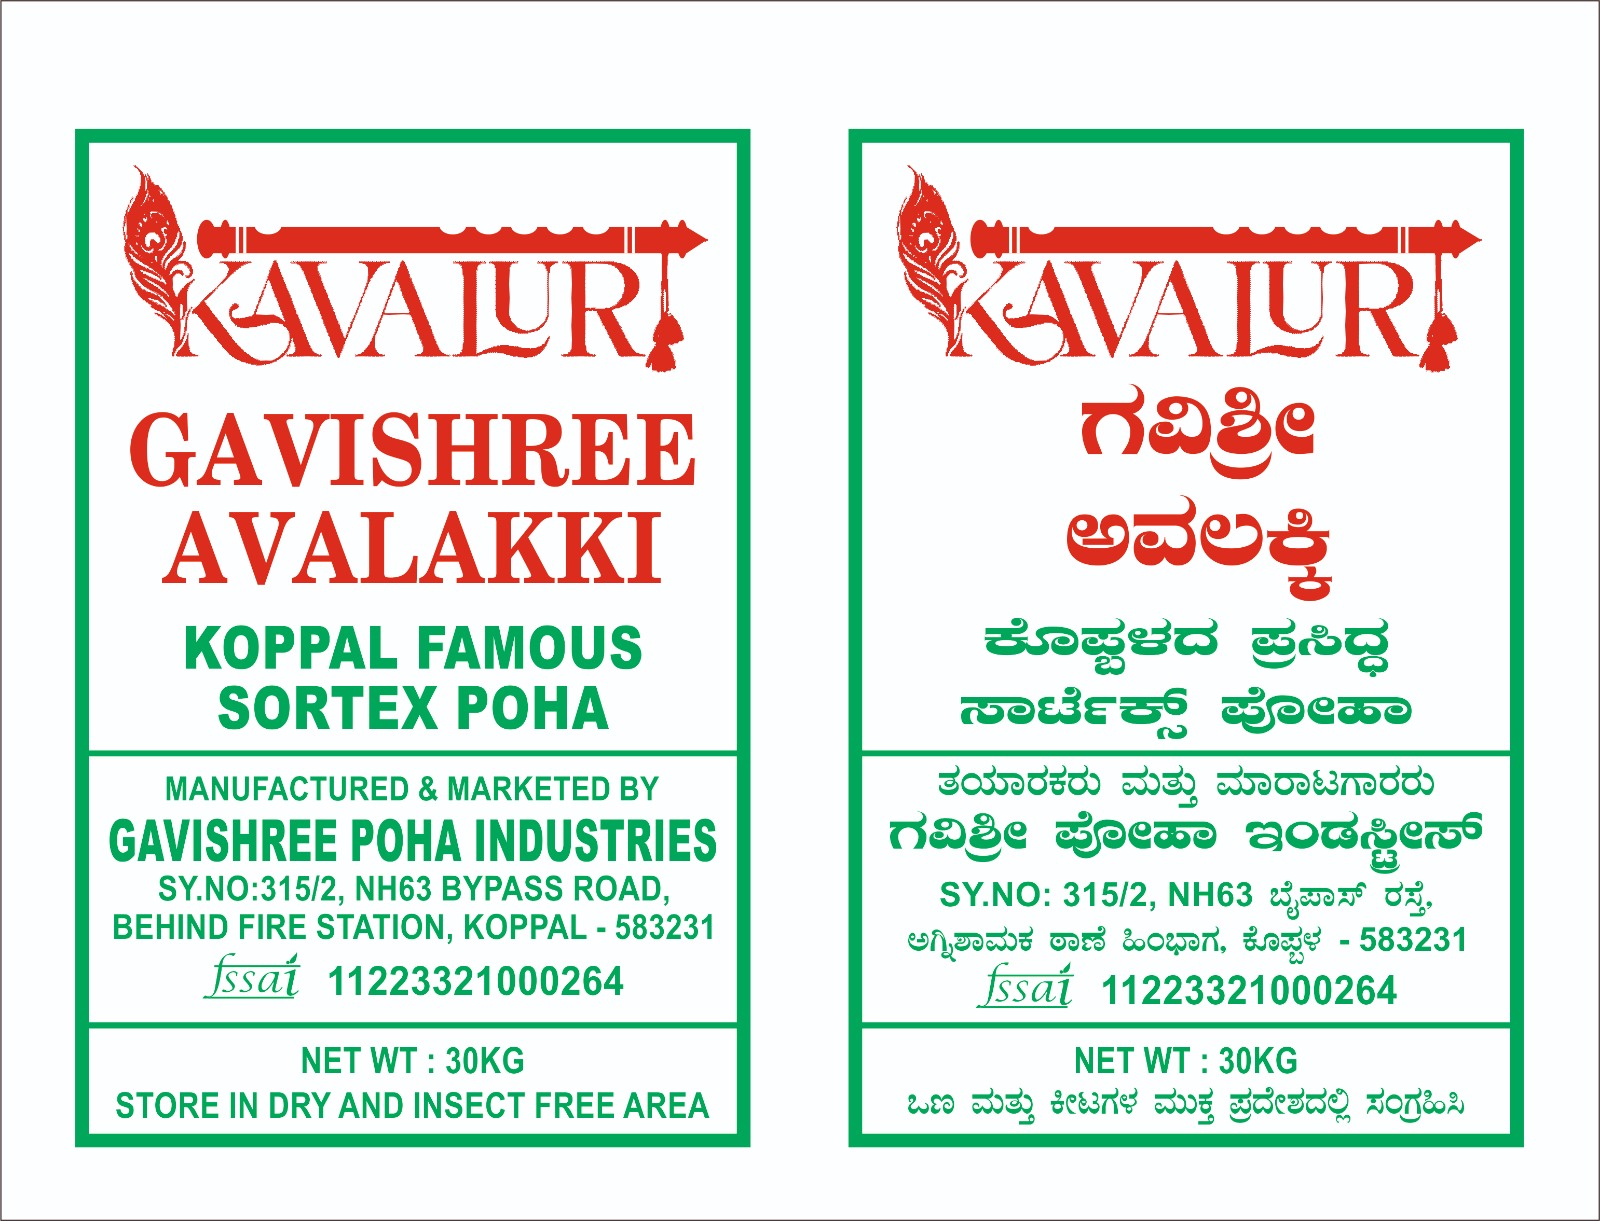 KAVALURI
GAVISHREE
AVALAKKI
KOPPAL FAMOUS
SORTEX POHA
MANUFACTURED & MARKETED BY
GAVISHREE POHA INDUSTRIES
SY.NO:315/2, NH63 BYPASS ROAD,
BEHIND FIRE STATION, KOPPAL - 583231
fssai 11223321000264
NET WT : 30KG
STORE IN DRY AND INSECT FREE AREA
KAVALURI
ಗವಿಶ್ರೀ
ಅವಲಕ್ಕಿ
ಕೊಪ್ಪಳದ ಪ್ರಸಿದ್ಧ
ಸಾರ್ಟೆಕ್ಸ್ ಪೋಹಾ
ತಯಾರಕರು ಮತ್ತು ಮಾರಾಟಗಾರರು
ಗವಿಶ್ರೀ ಪೋಹಾ ಇಂಡಸ್ಟ್ರೀಸ್
SY.NO: 315/2, NH63 ಬೈಪಾಸ್ ರಸ್ತೆ,
ಅಗ್ನಿಶಾಮಕ ಠಾಣೆ ಹಿಂಭಾಗ, ಕೊಪ್ಪಳ - 583231
fssai 11223321000264
NET WT : 30KG
ಒಣ ಮತ್ತು ಕೀಟಗಳ ಮುಕ್ತ ಪ್ರದೇಶದಲ್ಲಿ ಸಂಗ್ರಹಿಸಿ